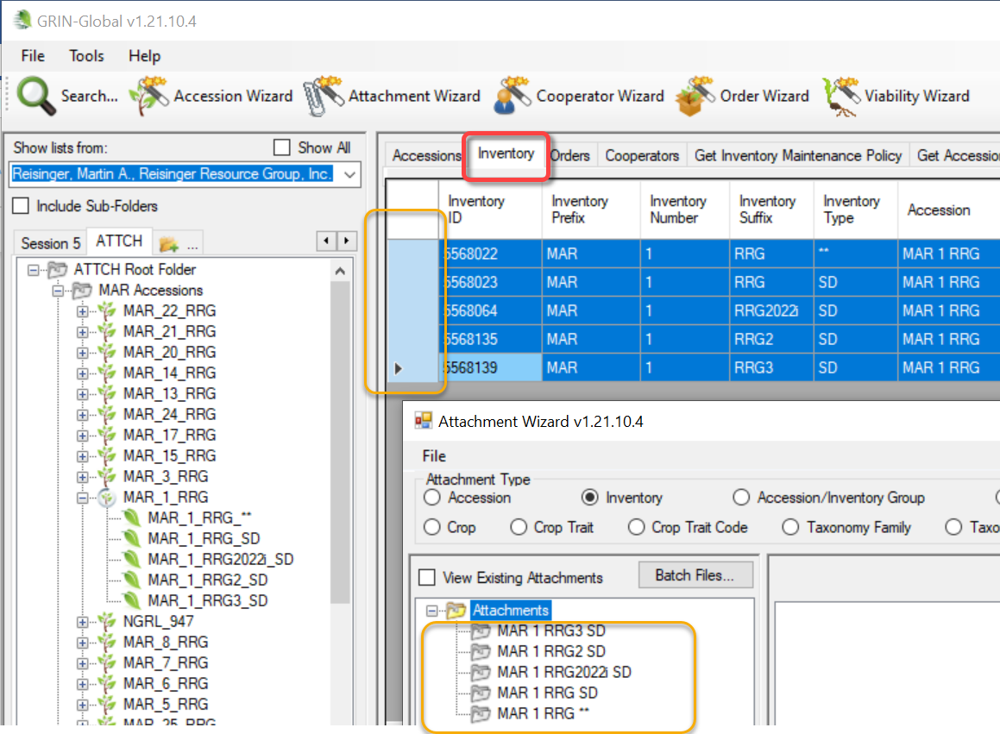 GRIN-Global v1.21.10.4
File Tools Help
Search... Accession Wizard Attachment Wizard Cooperator Wizard Order Wizard Viability Wizard
Show lists from: Show All
Reisinger, Martin A., Reisinger Resource Group, Inc.
Include Sub-Folders
Session 5 ATTCH ...
ATTCH Root Folder
MAR Accessions
MAR_22_RRG
MAR_21_RRG
MAR_20_RRG
MAR_14_RRG
MAR_13_RRG
MAR_24_RRG
MAR_17_RRG
MAR_15_RRG
MAR_3_RRG
MAR_1_RRG
MAR_1_RRG_**
MAR_1_RRG_SD
MAR_1_RRG2022i_SD
MAR_1_RRG2_SD
MAR_1_RRG3_SD
NGRL_947
MAR_8_RRG
MAR_7_RRG
MAR_6_RRG
MAR_5_RRG
MAR_25_RRG
Accessions Inventory Orders Cooperators Get Inventory Maintenance Policy Get Accessio
Inventory ID Inventory Prefix Inventory Number Inventory Suffix Inventory Type Accession
5568022 MAR 1 RRG ** MAR 1 RRG
5568023 MAR 1 RRG SD MAR 1 RRG
5568064 MAR 1 RRG2022i SD MAR 1 RRG
5568135 MAR 1 RRG2 SD MAR 1 RRG
5568139 MAR 1 RRG3 SD MAR 1 RRG
Attachment Wizard v1.21.10.4
File
Attachment Type
Accession Inventory Accession/Inventory Group
Crop Crop Trait Crop Trait Code Taxonomy Family Taxo
View Existing Attachments Batch Files...
Attachments
MAR 1 RRG3 SD
MAR 1 RRG2 SD
MAR 1 RRG2022i SD
MAR 1 RRG SD
MAR 1 RRG **